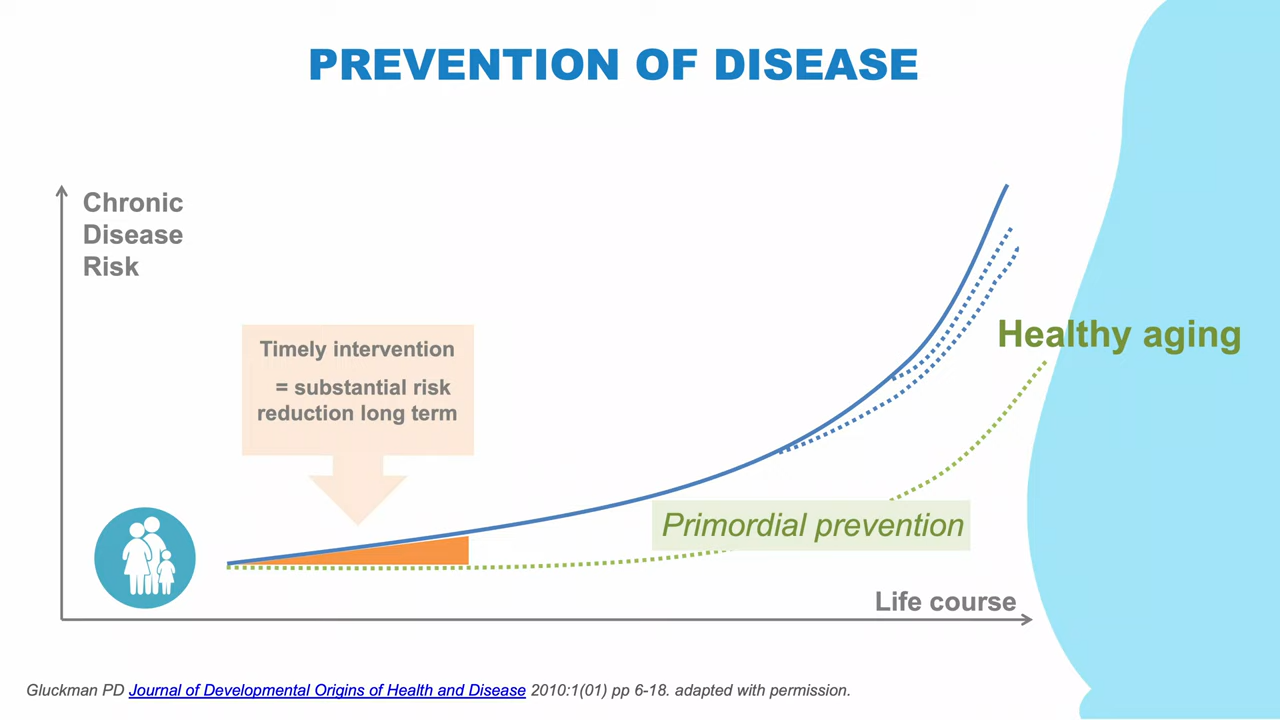 PREVENTION OF DISEASE
Chronic
Disease
Risk
Timely intervention
= substantial risk
reduction long term
Healthy aging
Primordial prevention
Life course
Gluckman PD Journal of Developmental Origins of Health and Disease 2010:1(01) pp 6-18. adapted with permission.